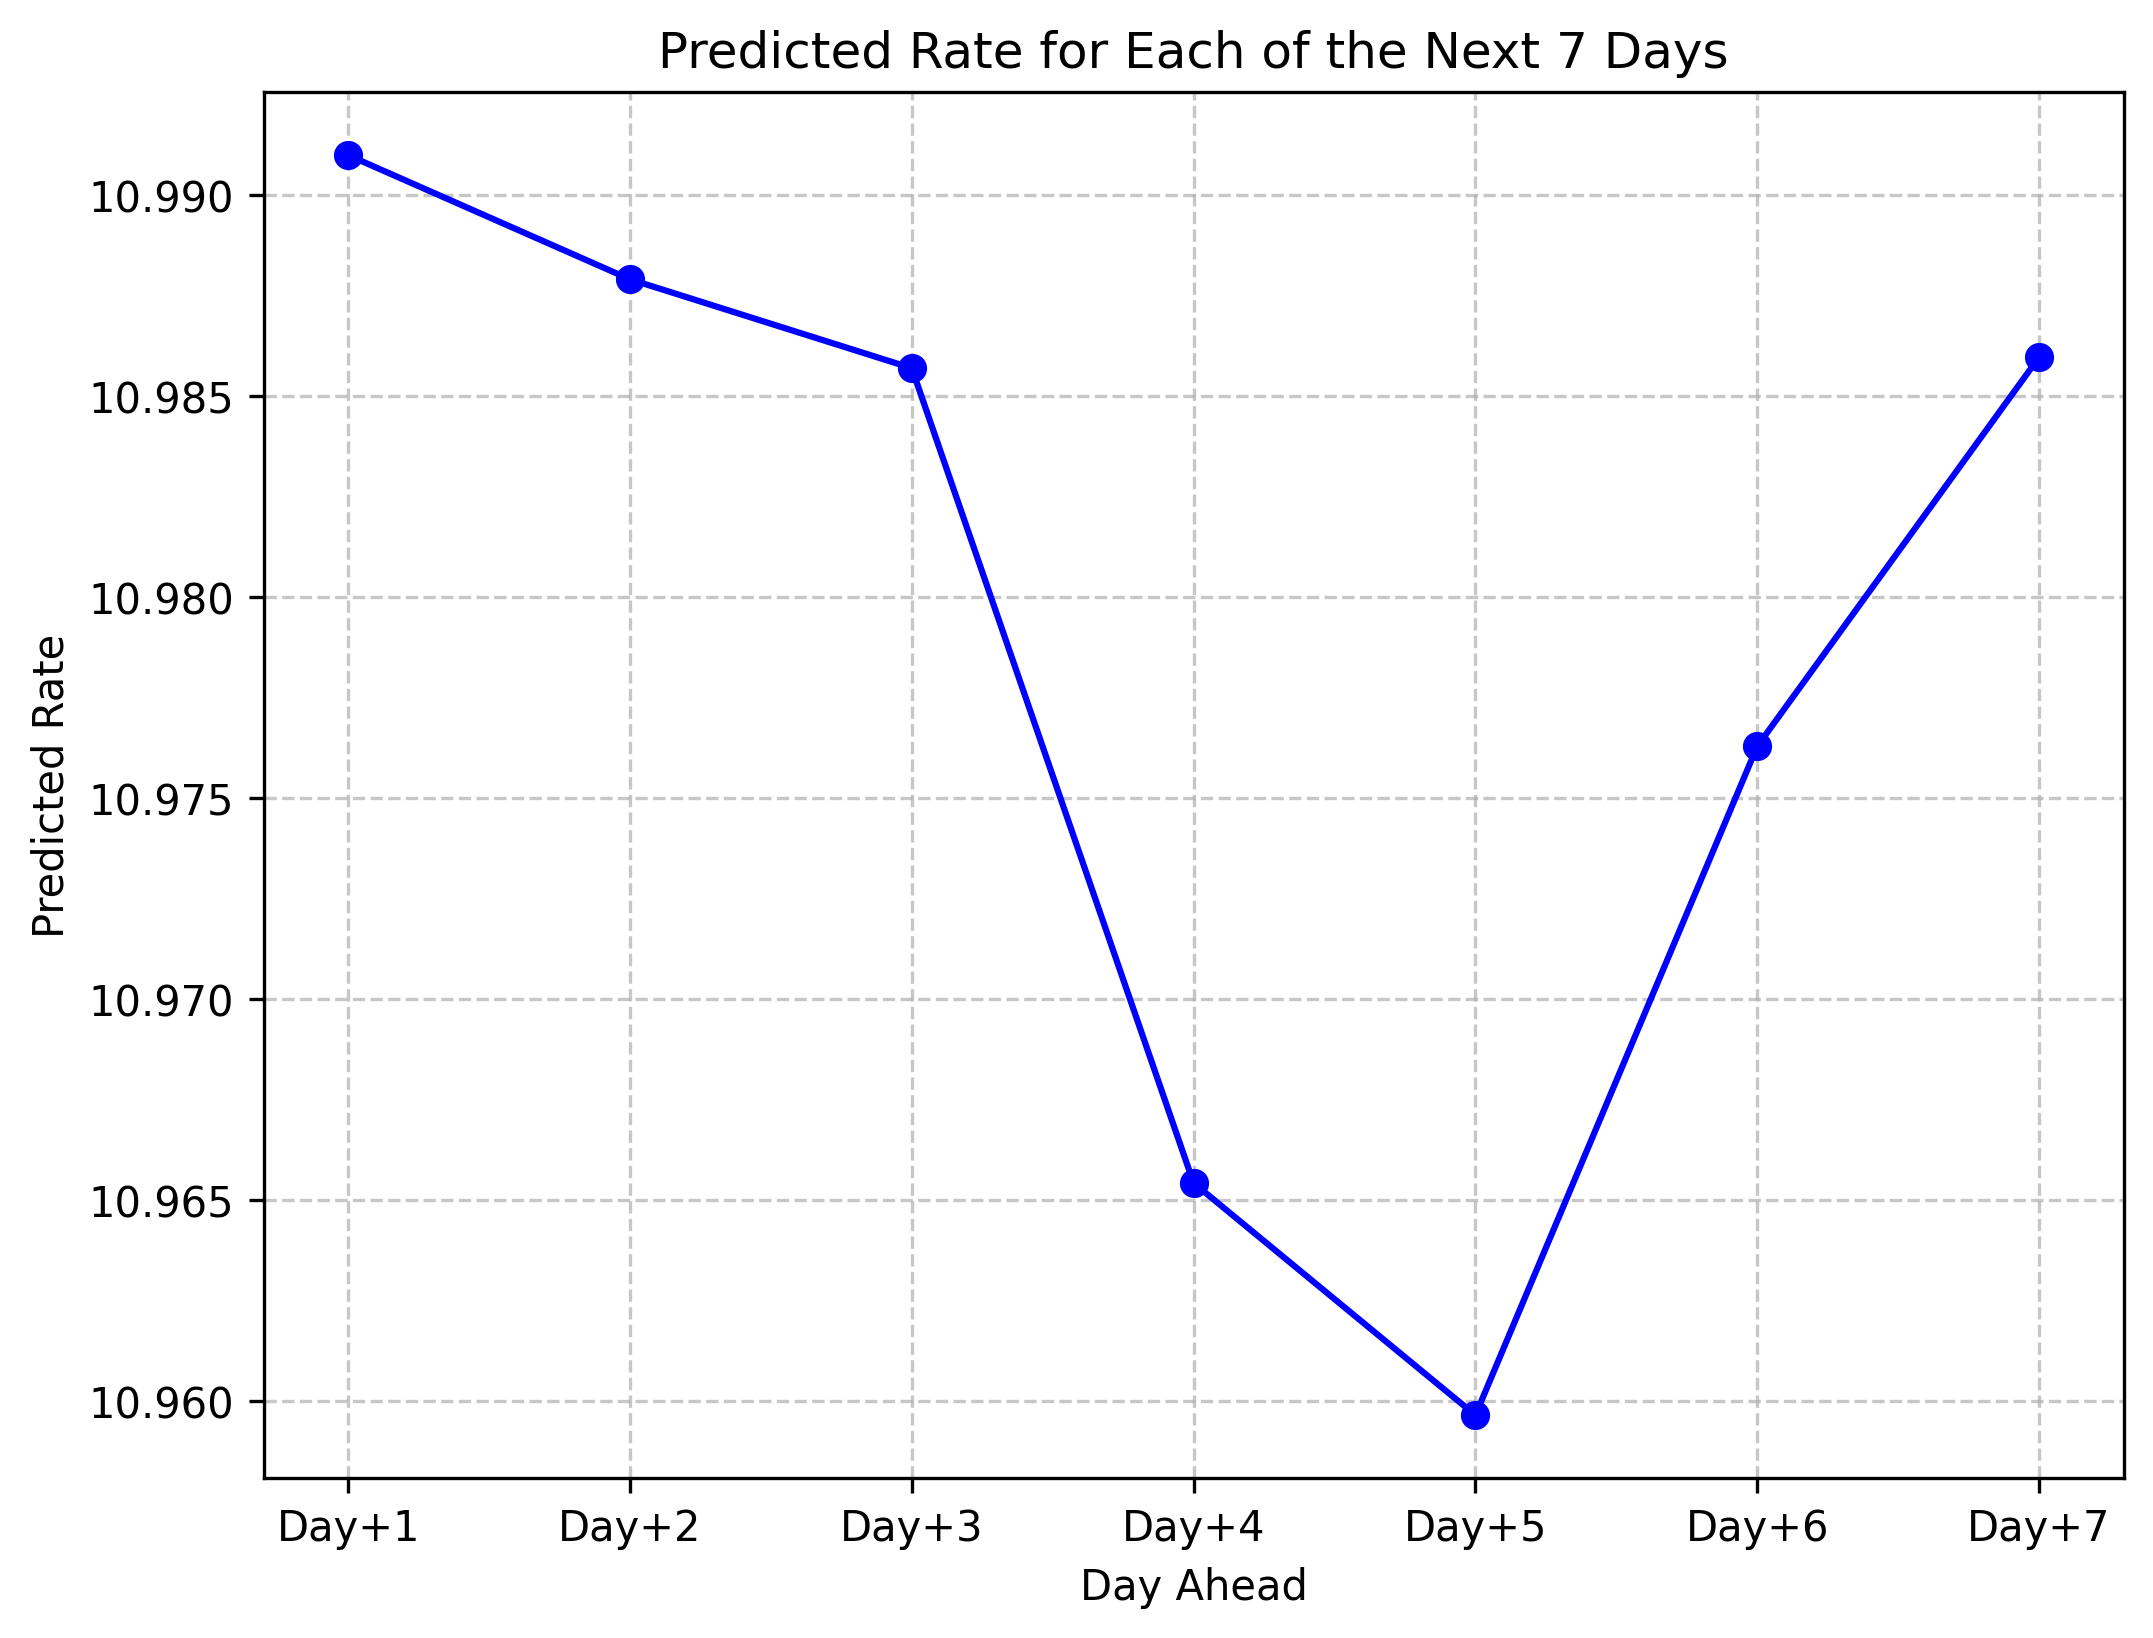 Predicted Rate for Each of the Next 7 Days
Predicted Rate
10.990
10.985
10.980
10.975
10.970
10.965
10.960
Day+1 Day+2 Day+3 Day+4 Day+5 Day+6 Day+7
Day Ahead